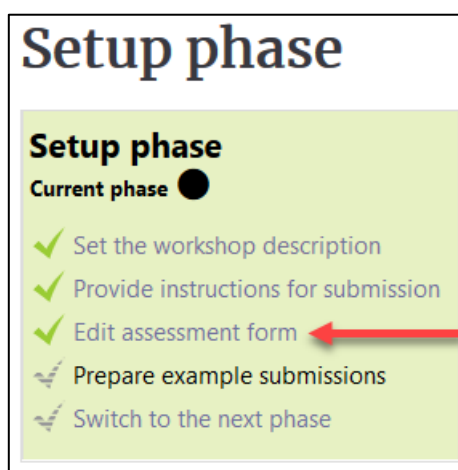 Setup phase
Setup phase
Current phase
Set the workshop description
Provide instructions for submission
Edit assessment form
Prepare example submissions
Switch to the next phase